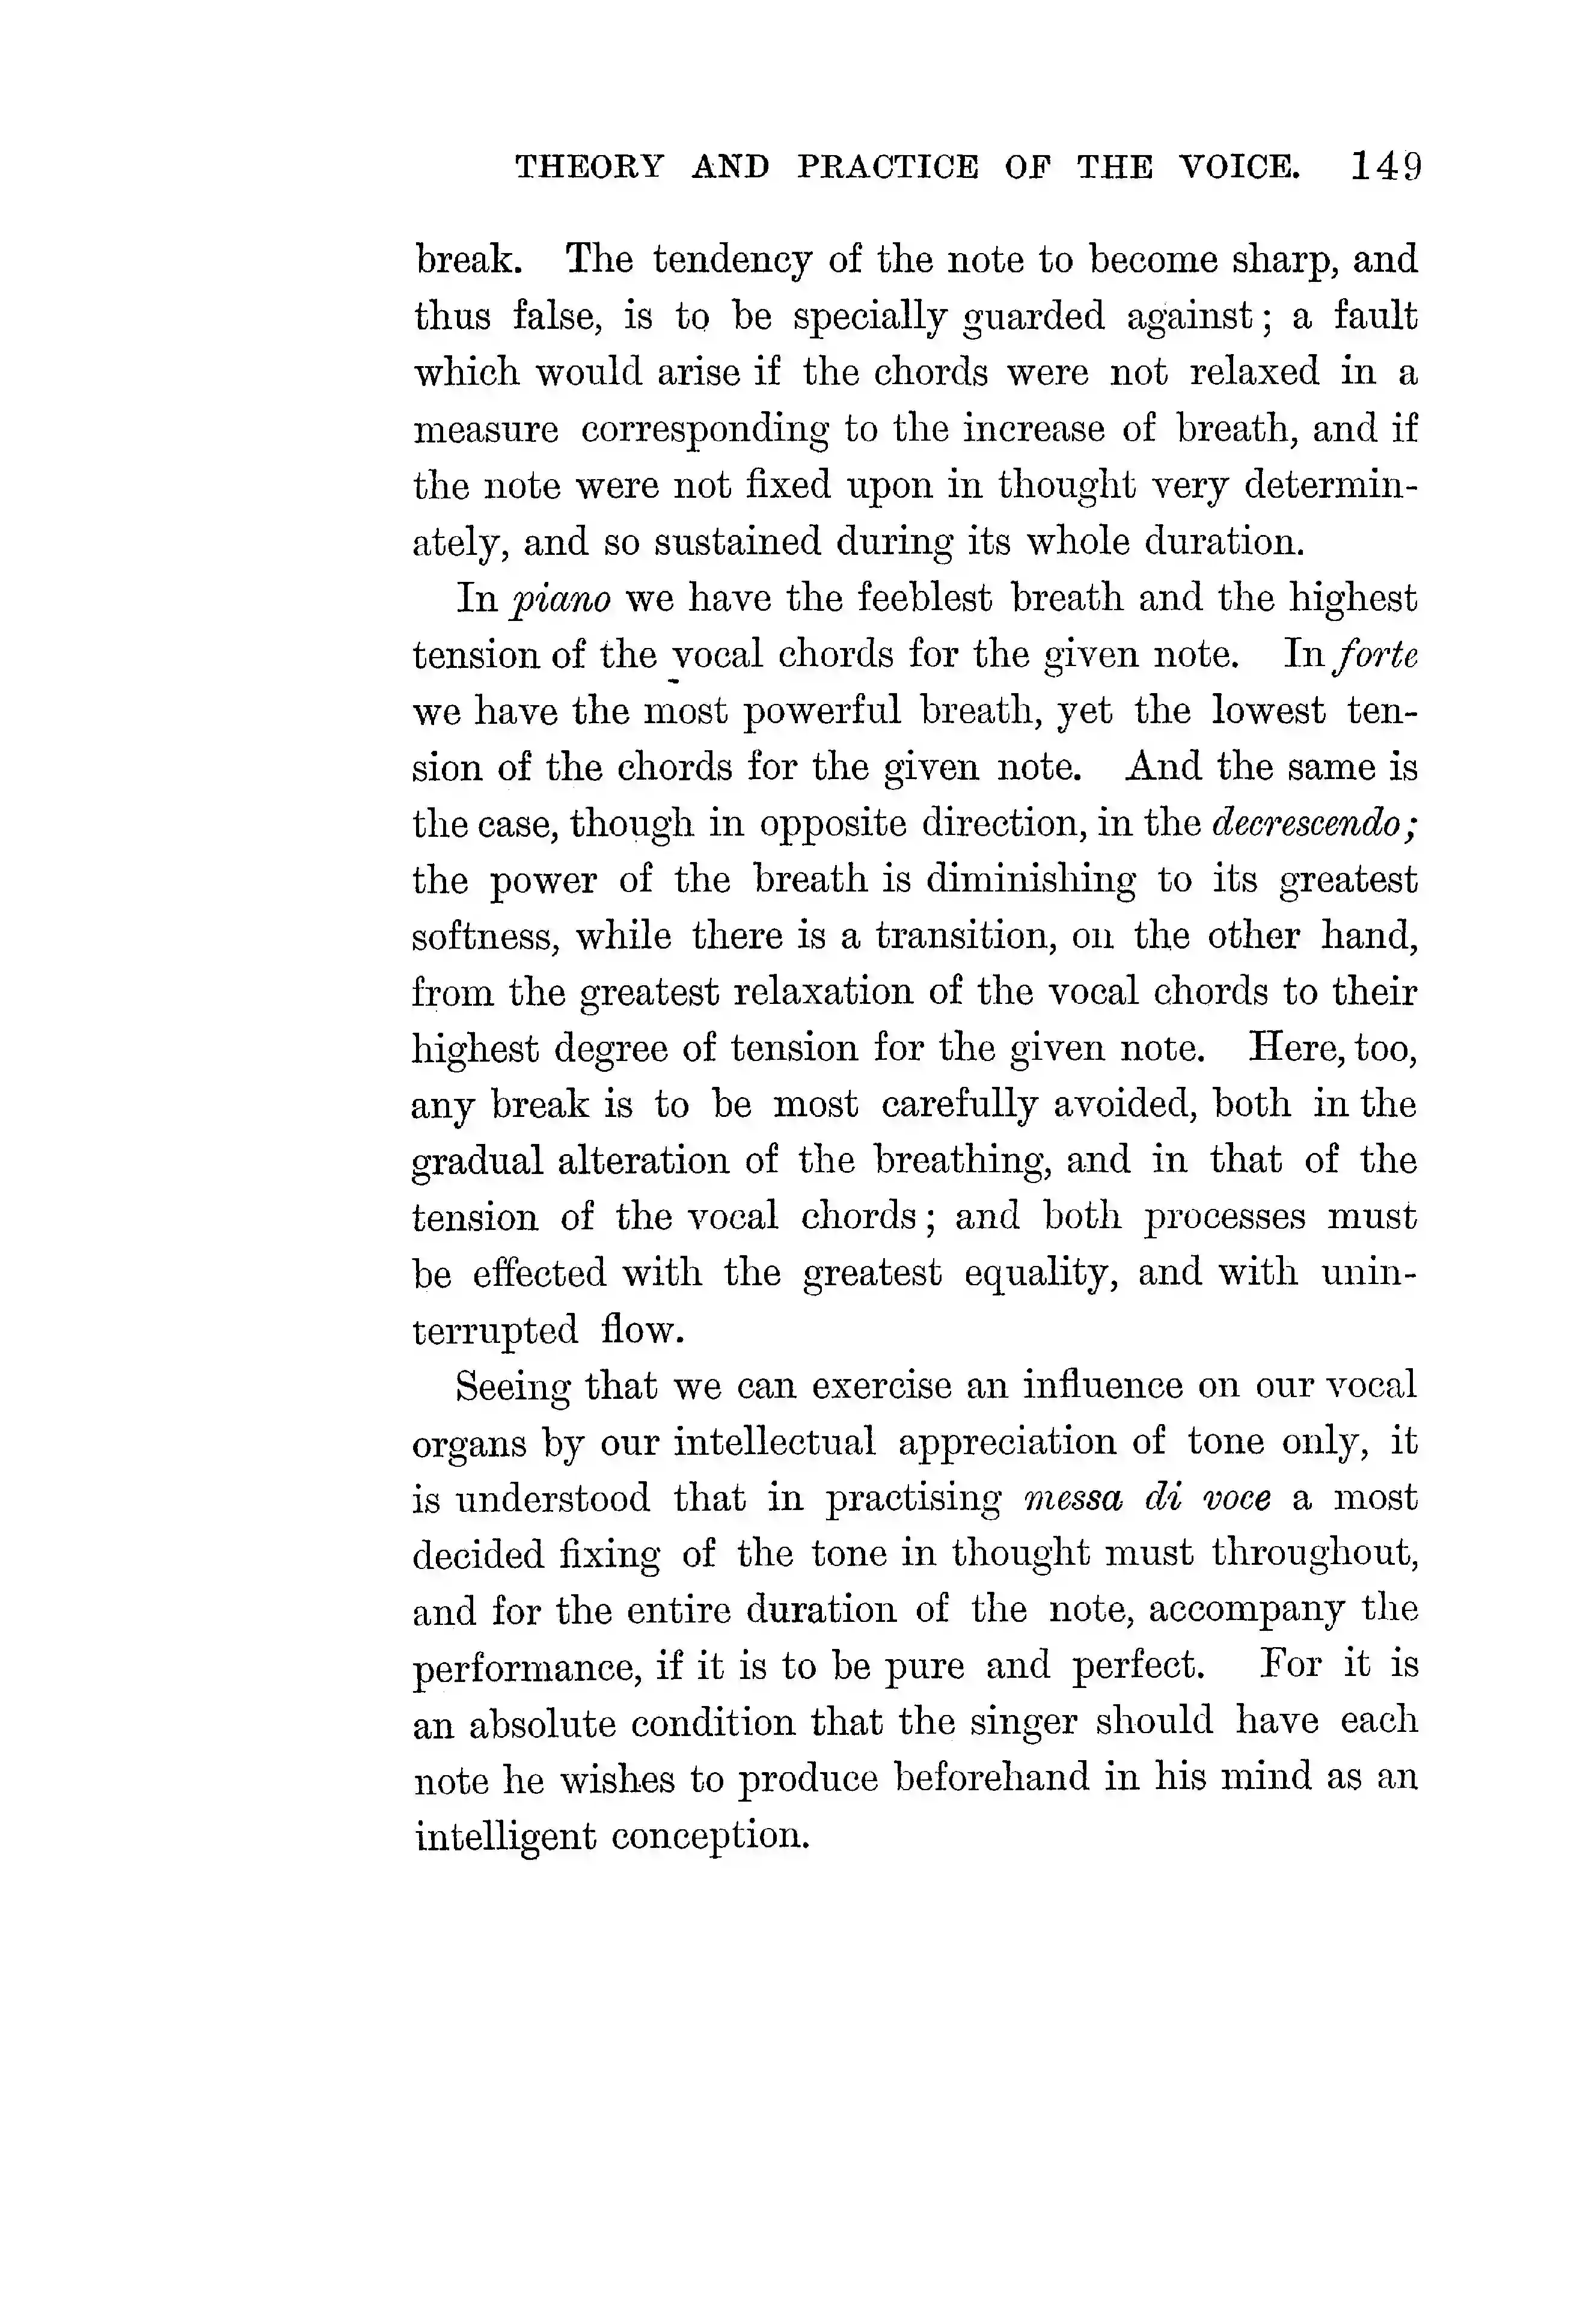 THEORY AND PRACTICE OF THE VOICE. 149
break. The tendency of the note to become sharp, and
thus false, is to be specially guarded against; a fault
which would arise if the chords were not relaxed in a
measure corresponding to the increase of breath, and if
the note were not fixed upon in thought very determin-
ately, and so sustained during its whole duration.
In piano we have the feeblest breath and the highest
tension of the vocal chords for the given note. In forte
we have the most powerful breath, yet the lowest ten-
sion of the chords for the given note. And the same is
the case, though in opposite direction, in the decrescendo;
the power of the breath is diminishing to its greatest
softness, while there is a transition, on the other hand,
from the greatest relaxation of the vocal chords to their
highest degree of tension for the given note. Here, too,
any break is to be most carefully avoided, both in the
gradual alteration of the breathing, and in that of the
tension of the vocal chords; and both processes must
be effected with the greatest equality, and with unin-
terrupted flow.
Seeing that we can exercise an influence on our vocal
organs by our intellectual appreciation of tone only, it
is understood that in practising messa di voce a most
decided fixing of the tone in thought must throughout,
and for the entire duration of the note, accompany the
performance, if it is to be pure and perfect. For it is
an absolute condition that the singer should have each
note he wishes to produce beforehand in his mind as an
intelligent conception.